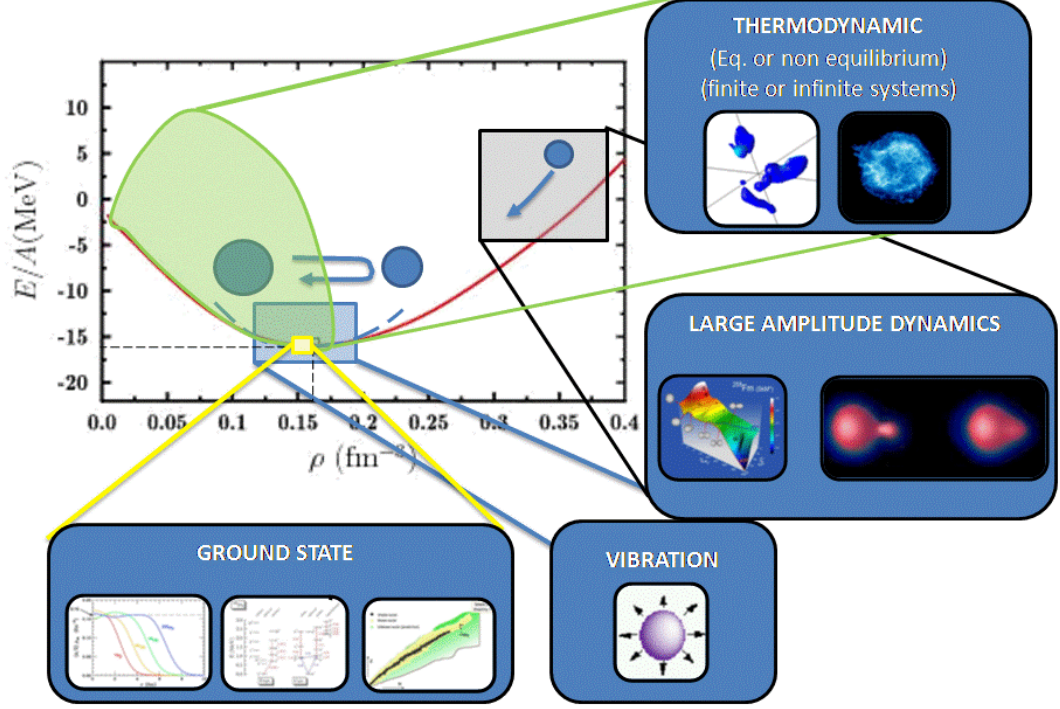 THERMODYNAMIC
(Eq. or non equilibrium)
(finite or infinite systems)
E/A(MeV)
10
5
0
-5
-10
-15
-20
0.0 0.05 0.1 0.15 0.2 0.25 0.3 0.35 0.4
ρ (fm⁻³)
LARGE AMPLITUDE DYNAMICS
GROUND STATE
VIBRATION